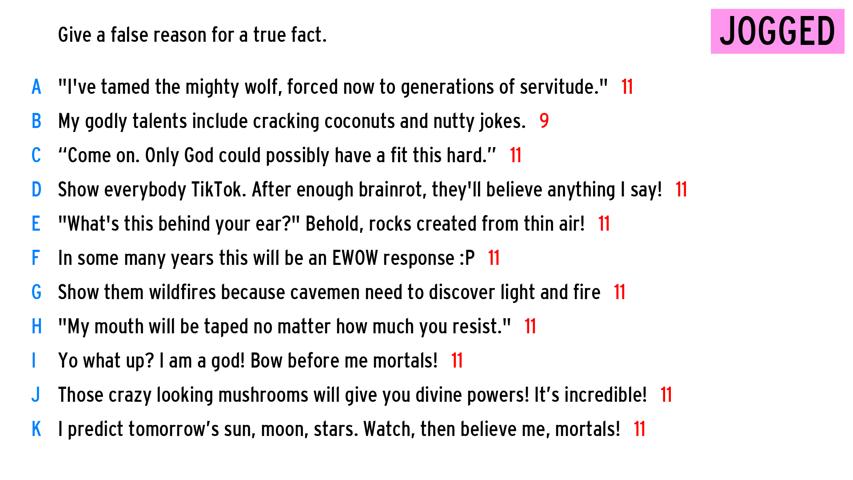 Give a false reason for a true fact.
JOGGED
A "I've tamed the mighty wolf, forced now to generations of servitude." 11
B My godly talents include cracking coconuts and nutty jokes. 9
C “Come on. Only God could possibly have a fit this hard.” 11
D Show everybody TikTok. After enough brainrot, they'll believe anything I say! 11
E "What's this behind your ear?" Behold, rocks created from thin air! 11
F In some many years this will be an EWOW response :P 11
G Show them wildfires because cavemen need to discover light and fire 11
H "My mouth will be taped no matter how much you resist." 11
I Yo what up? I am a god! Bow before me mortals! 11
J Those crazy looking mushrooms will give you divine powers! It’s incredible! 11
K I predict tomorrow’s sun, moon, stars. Watch, then believe me, mortals! 11